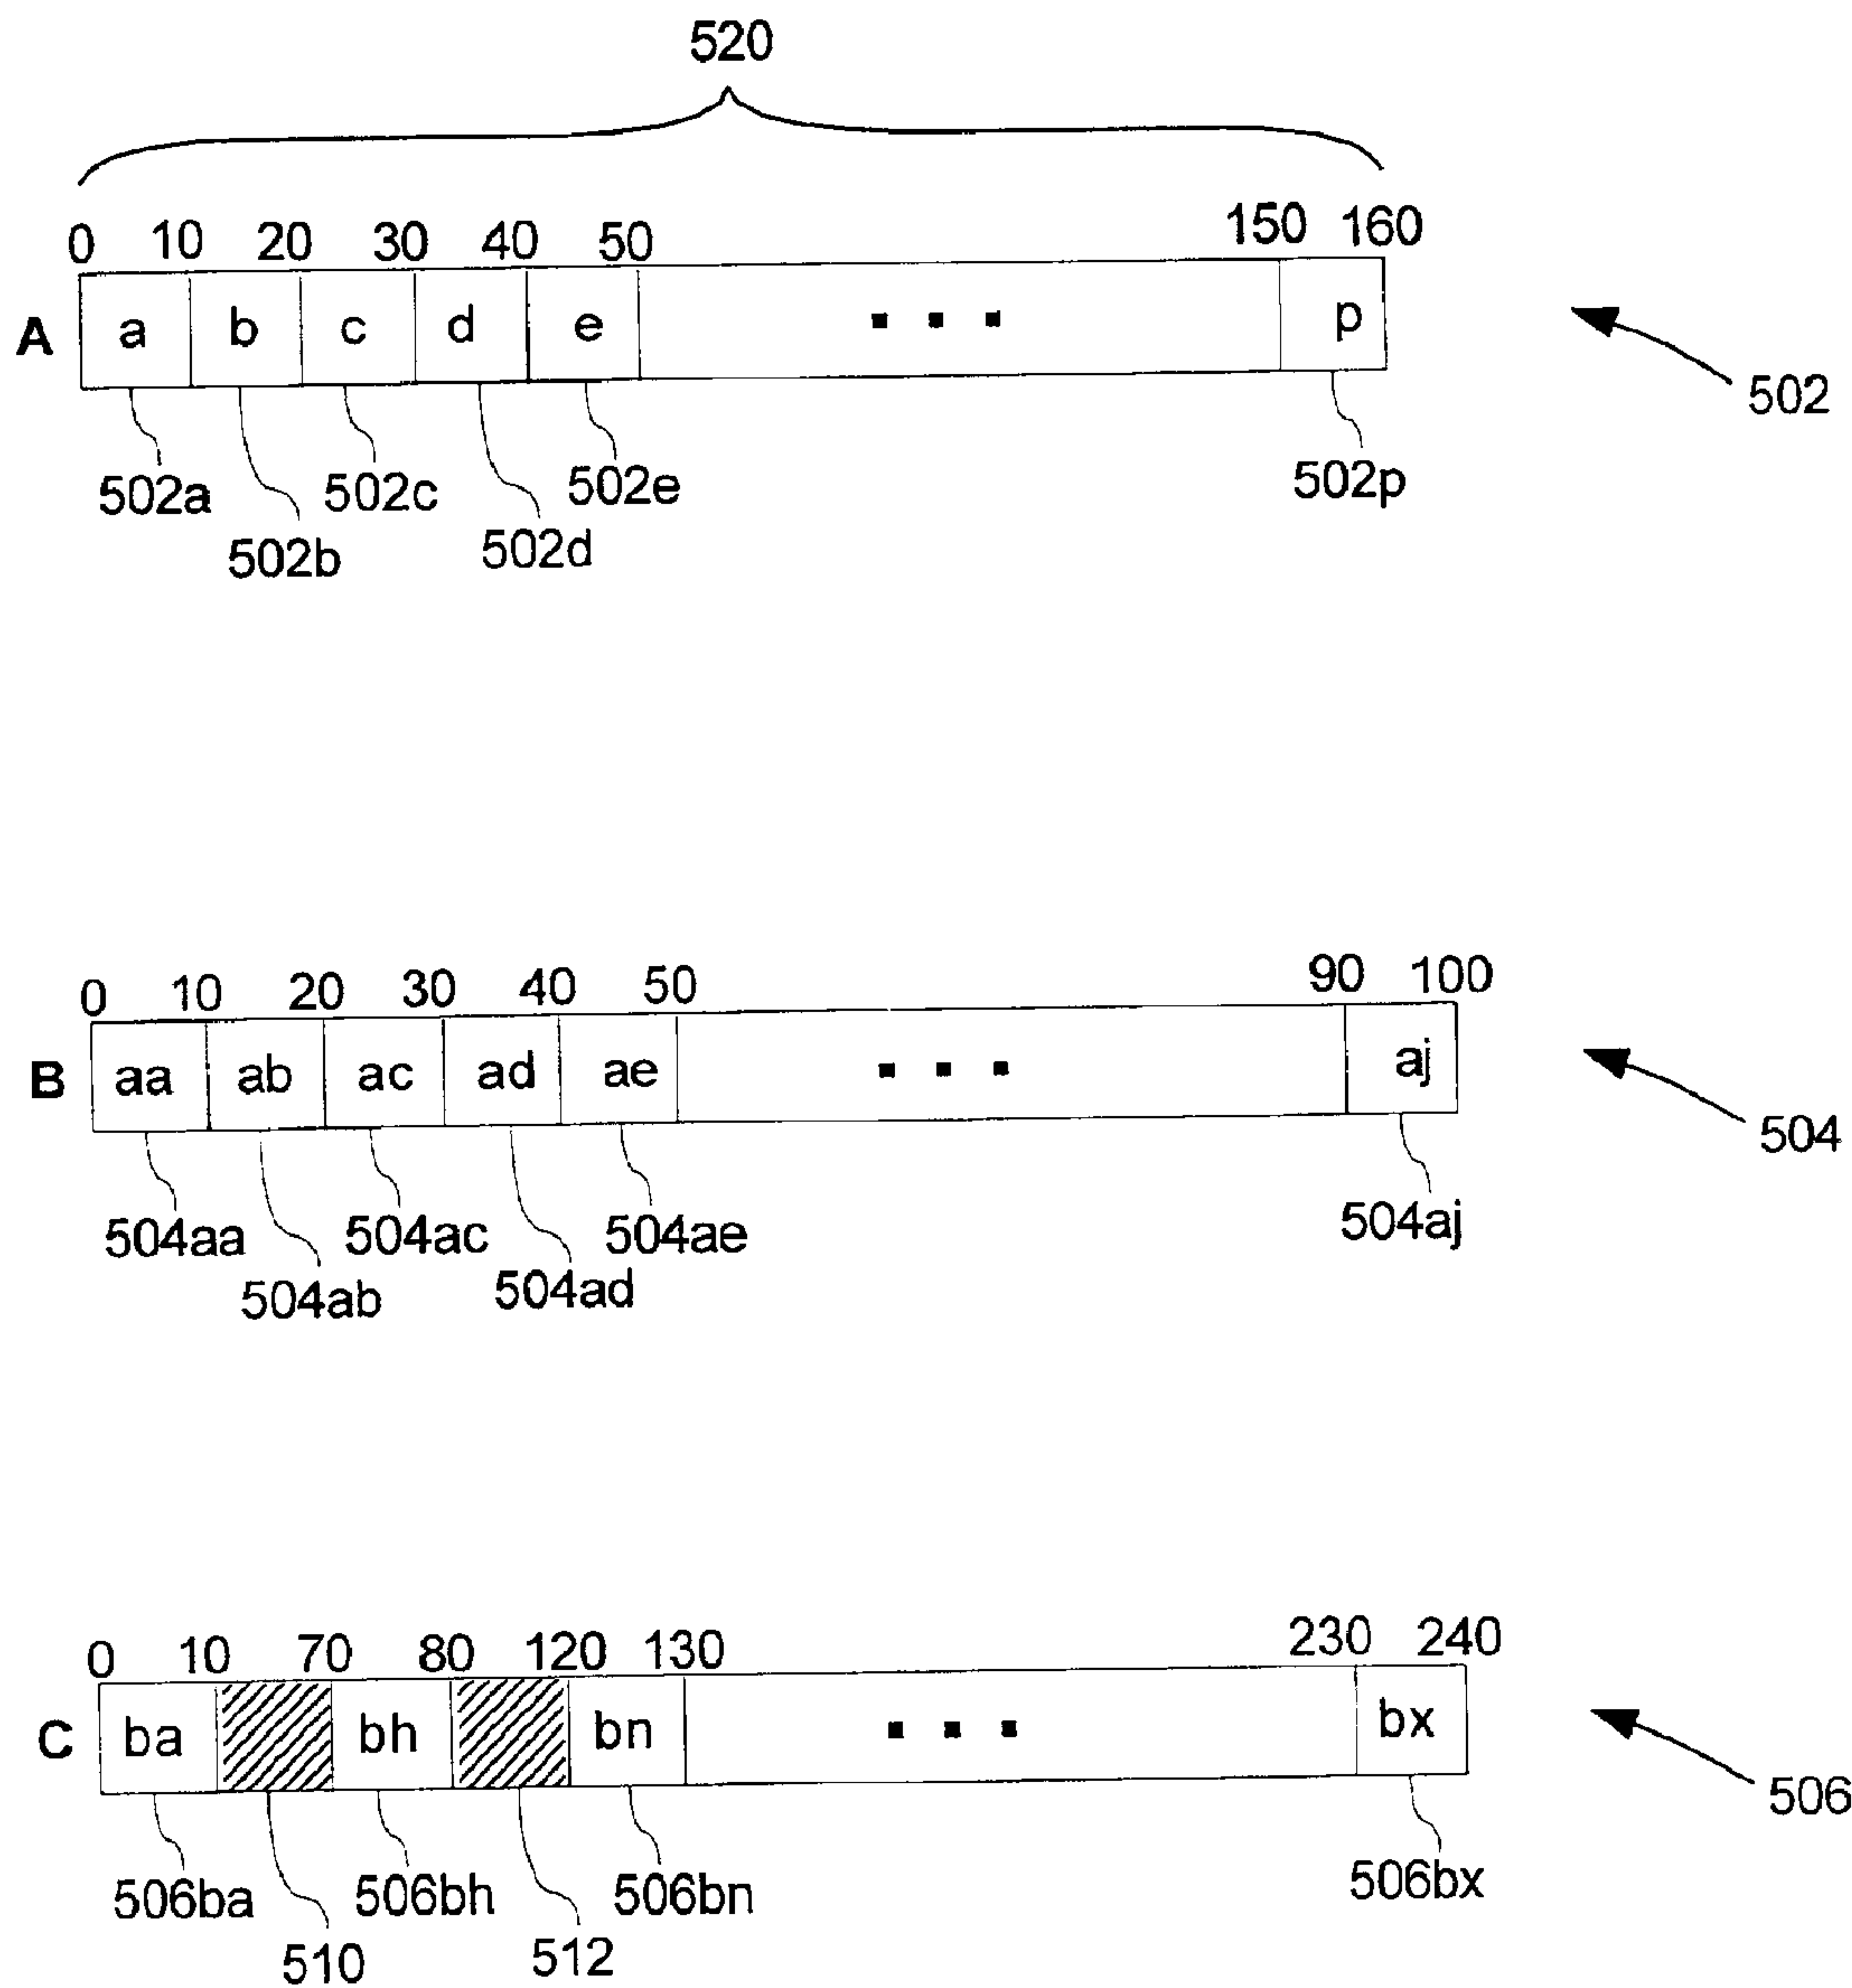 520
0 10 20 30 40 50 150 160
A a b c d e p
502
502a 502c 502e 502p
502b 502d
0 10 20 30 40 50 90 100
B aa ab ac ad ae aj
504
504aa 504ac 504ae 504aj
504ab 504ad
0 10 70 80 120 130 230 240
C ba bh bn bx
506
506ba 506bh 506bn 506bx
510 512